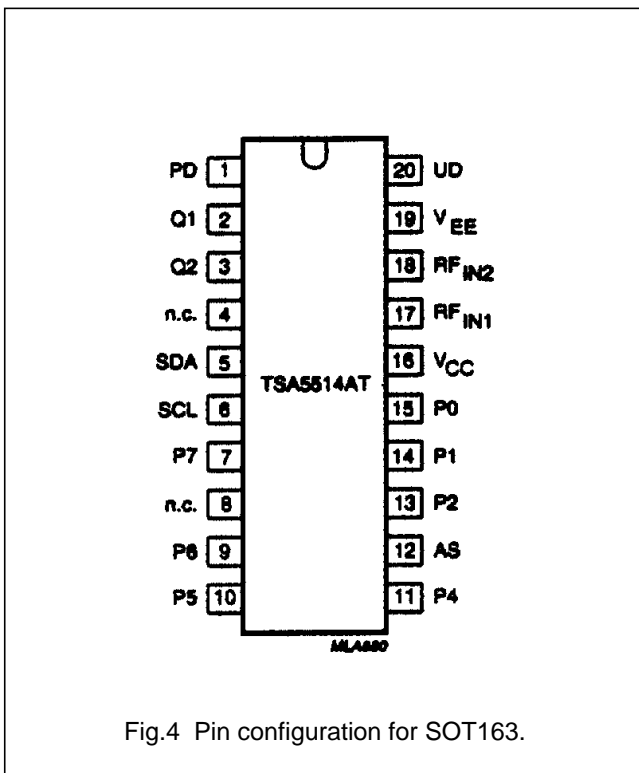 PD 1 20 UD
Q1 2 19 VEE
Q2 3 18 RFIN2
n.c. 4 17 RFIN1
SDA 5 16 VCC
TSA5514AT
SCL 6 15 P0
P7 7 14 P1
n.c. 8 13 P2
P6 9 12 AS
P5 10 11 P4
Fig.4 Pin configuration for SOT163.